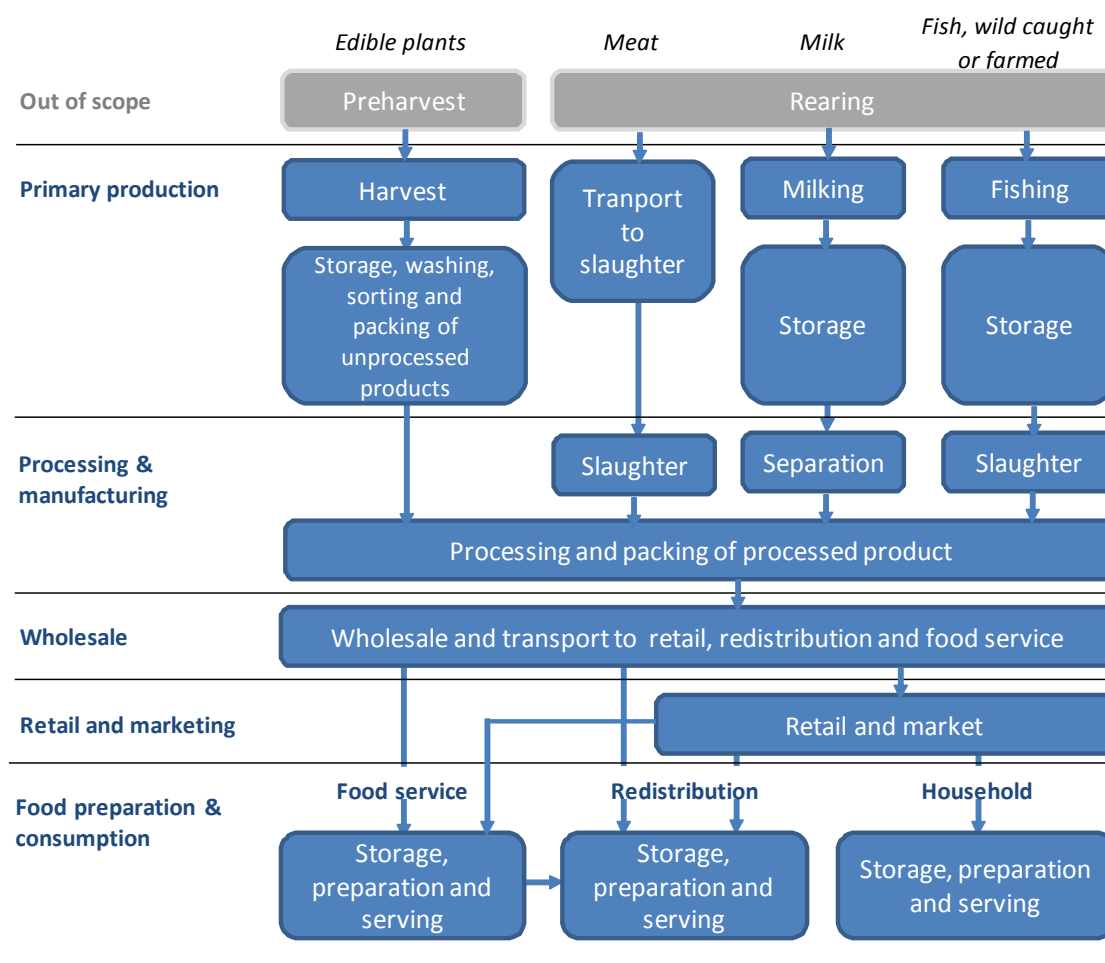 Edible plants
Meat
Milk
Fish, wild caught
or farmed
Out of scope
Preharvest
Rearing
Primary production
Harvest
Tranport
to
slaughter
Milking
Fishing
Storage, washing,
sorting and
packing of
unprocessed
products
Storage
Storage
Processing &
manufacturing
Slaughter
Separation
Slaughter
Processing and packing of processed product
Wholesale
Wholesale and transport to retail, redistribution and food service
Retail and marketing
Retail and market
Food preparation &
consumption
Food service
Redistribution
Household
Storage,
preparation and
serving
Storage,
preparation and
serving
Storage, preparation
and serving